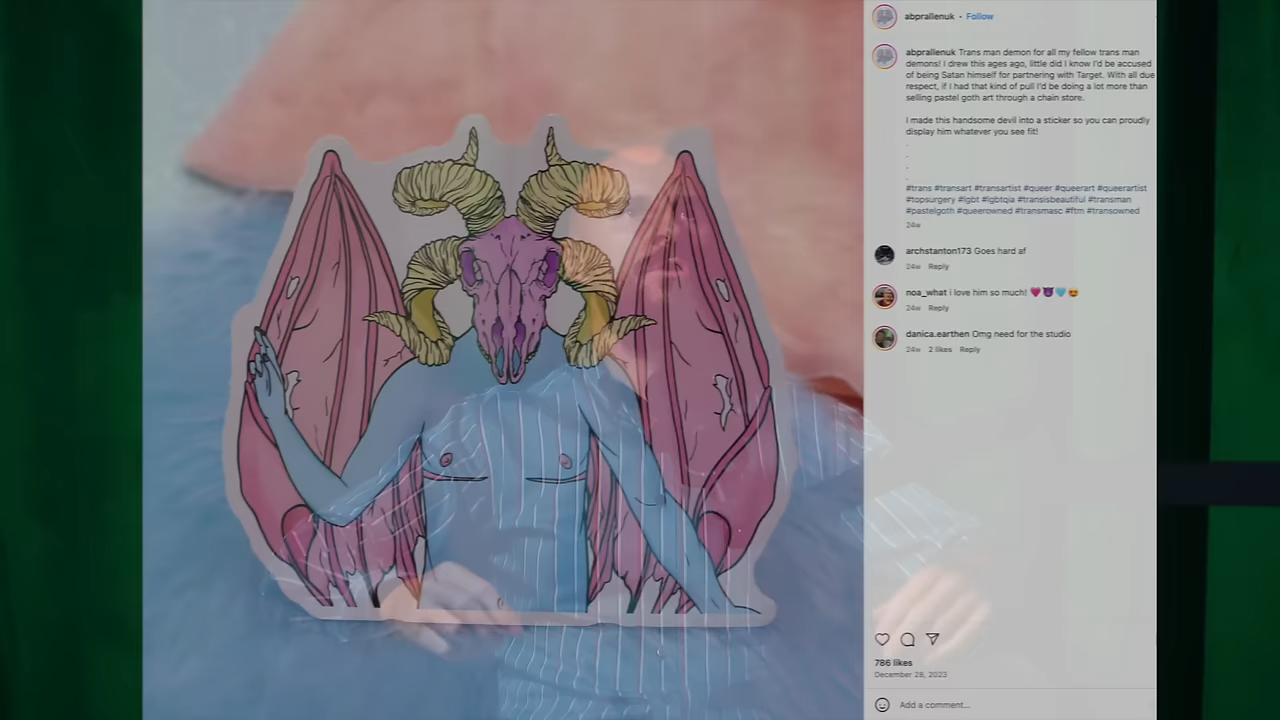 abprallenuk • Follow
abprallenuk Trans man demon for all my fellow trans man
demons! I drew this ages ago, little did I know I'd be accused
of being Satan himself for partnering with Target. With all due
respect, if I had that kind of pull I'd be doing a lot more than
selling pastel goth art through a chain store.
I made this handsome devil into a sticker so you can proudly
display him whatever you see fit!
.
.
.
.
#trans #transart #transartist #queer #queerart #queerartist
#topsurgery #lgbt #lgbtqia #transisbeautiful #transman
#pastelgoth #queerowned #transmasc #ftm #transowned
24w
archstanton173 Goes hard af
24w Reply
noa_what i love him so much! 💗😈🩵😍
24w Reply
danica.earthen Omg need for the studio
24w 2 likes Reply
786 likes
December 28, 2023
Add a comment...